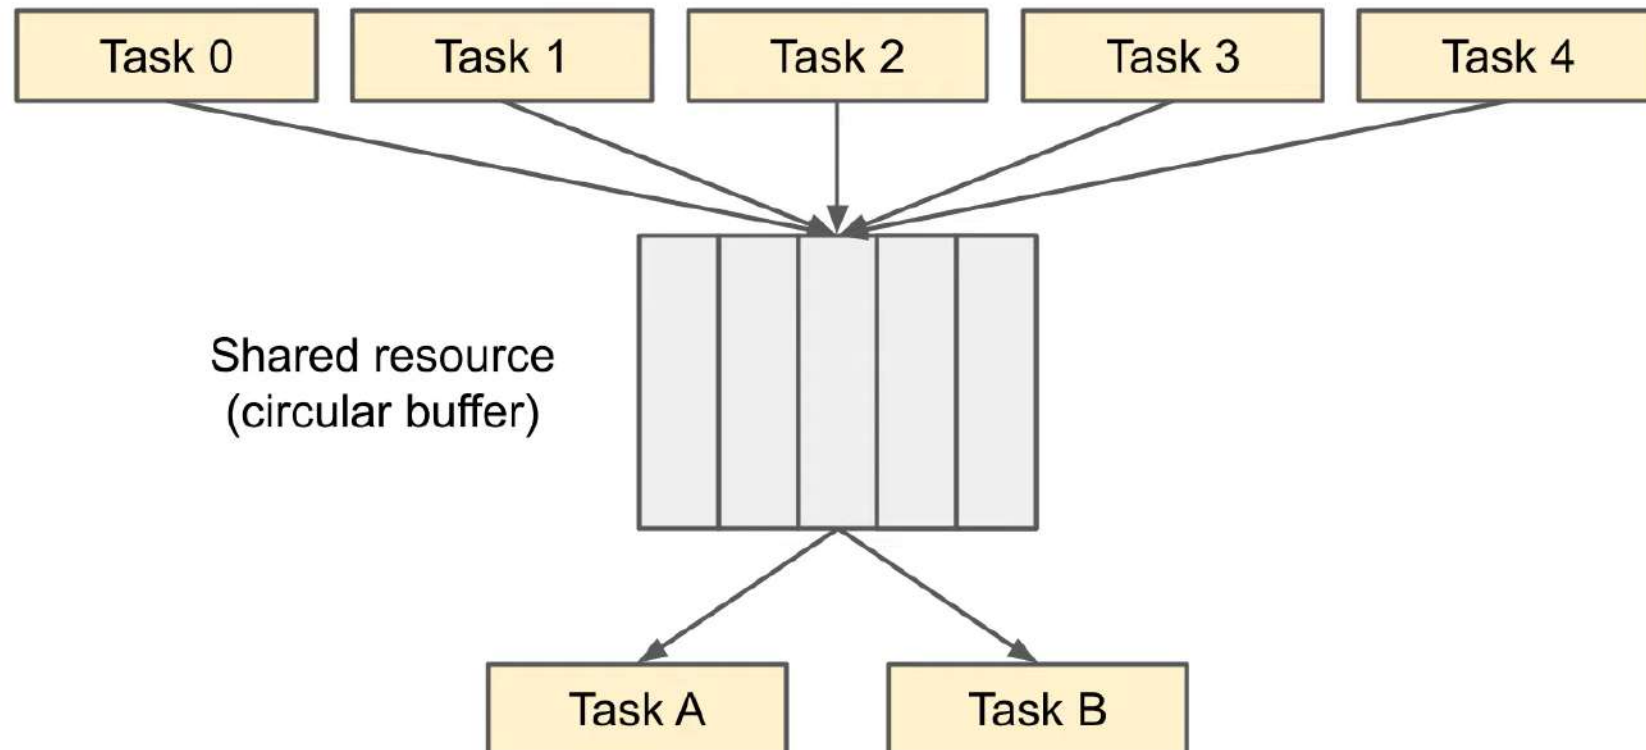 Task 0
Task 1
Task 2
Task 3
Task 4
Shared resource
(circular buffer)
Task A
Task B